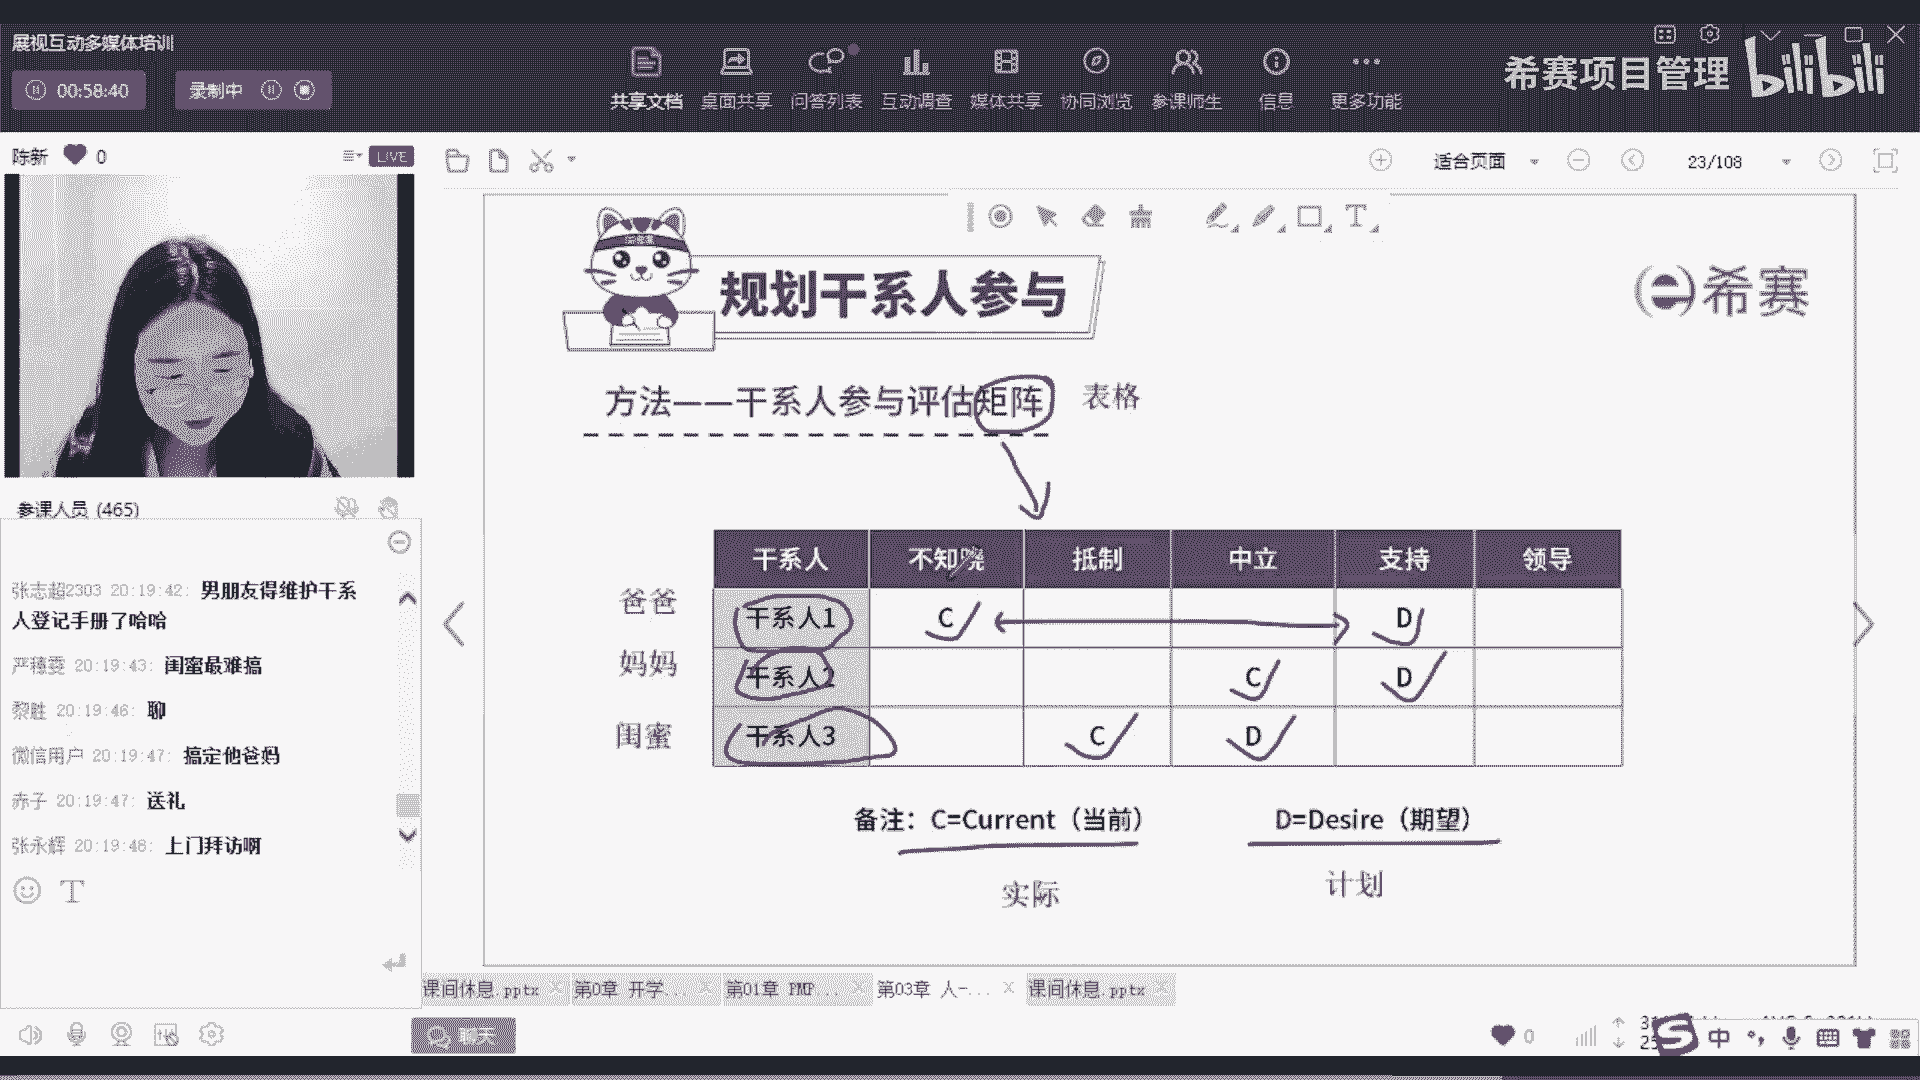 展视互动多媒体培训
00:58:40
录制中
共享文档 桌面共享 问答列表 互动调查 媒体共享 协同浏览 参课师生 信息 更多功能
希赛项目管理 bilibili
陈新 0 LIVE
适合页面 23/108
规划干系人参与
希赛
方法——干系人参与评估矩阵 表格
干系人 不知晓 抵制 中立 支持 领导
爸爸 干系人1 C D
妈妈 干系人2 C D
闺蜜 干系人3 C D
备注：C=Current（当前） D=Desire（期望）
实际 计划
参课人员 (465)
张志超2303 20:19:42: 男朋友得维护干系
人登记手册了哈哈
20:19:43: 闺蜜最难搞
黎胜 20:19:46: 聊
微信用户 20:19:47: 搞定他爸妈
赤子 20:19:47: 送礼
张永辉 20:19:48: 上门拜访啊
T
课间休息.pptx 第0章 开学... 第01章 PMP... 第03章 人-... 课间休息.pptx
聊天
0
中